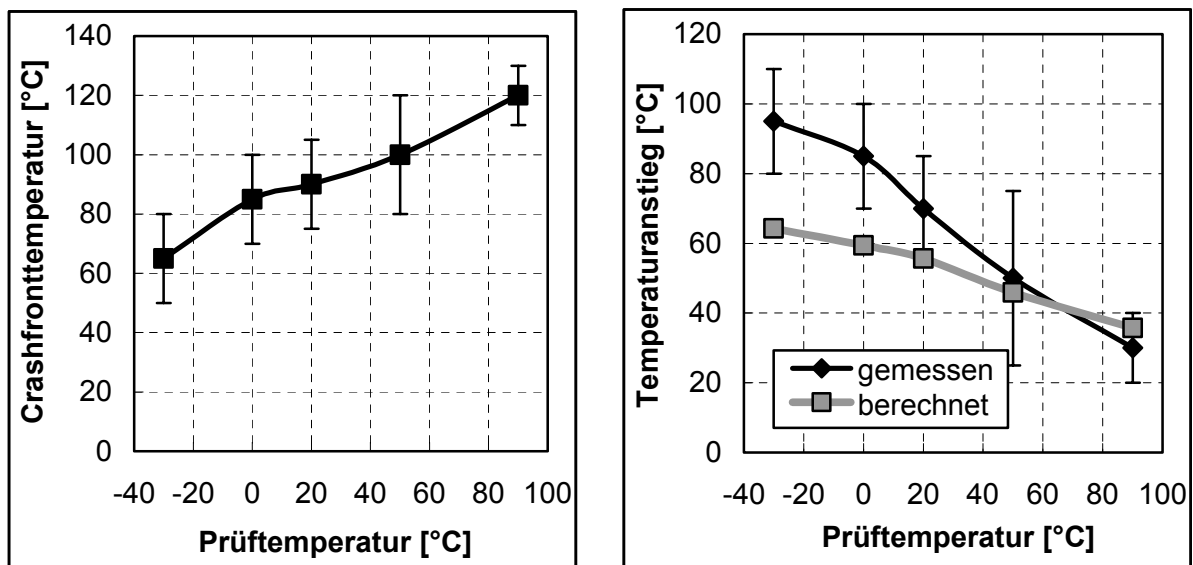 Crashfronttemperatur [°C]
140
120
100
80
60
40
20
0
-40 -20 0 20 40 60 80 100
Prüftemperatur [°C]
Temperaturanstieg [°C]
120
100
80
60
40
20
0
gemessen
berechnet
-40 -20 0 20 40 60 80 100
Prüftemperatur [°C]